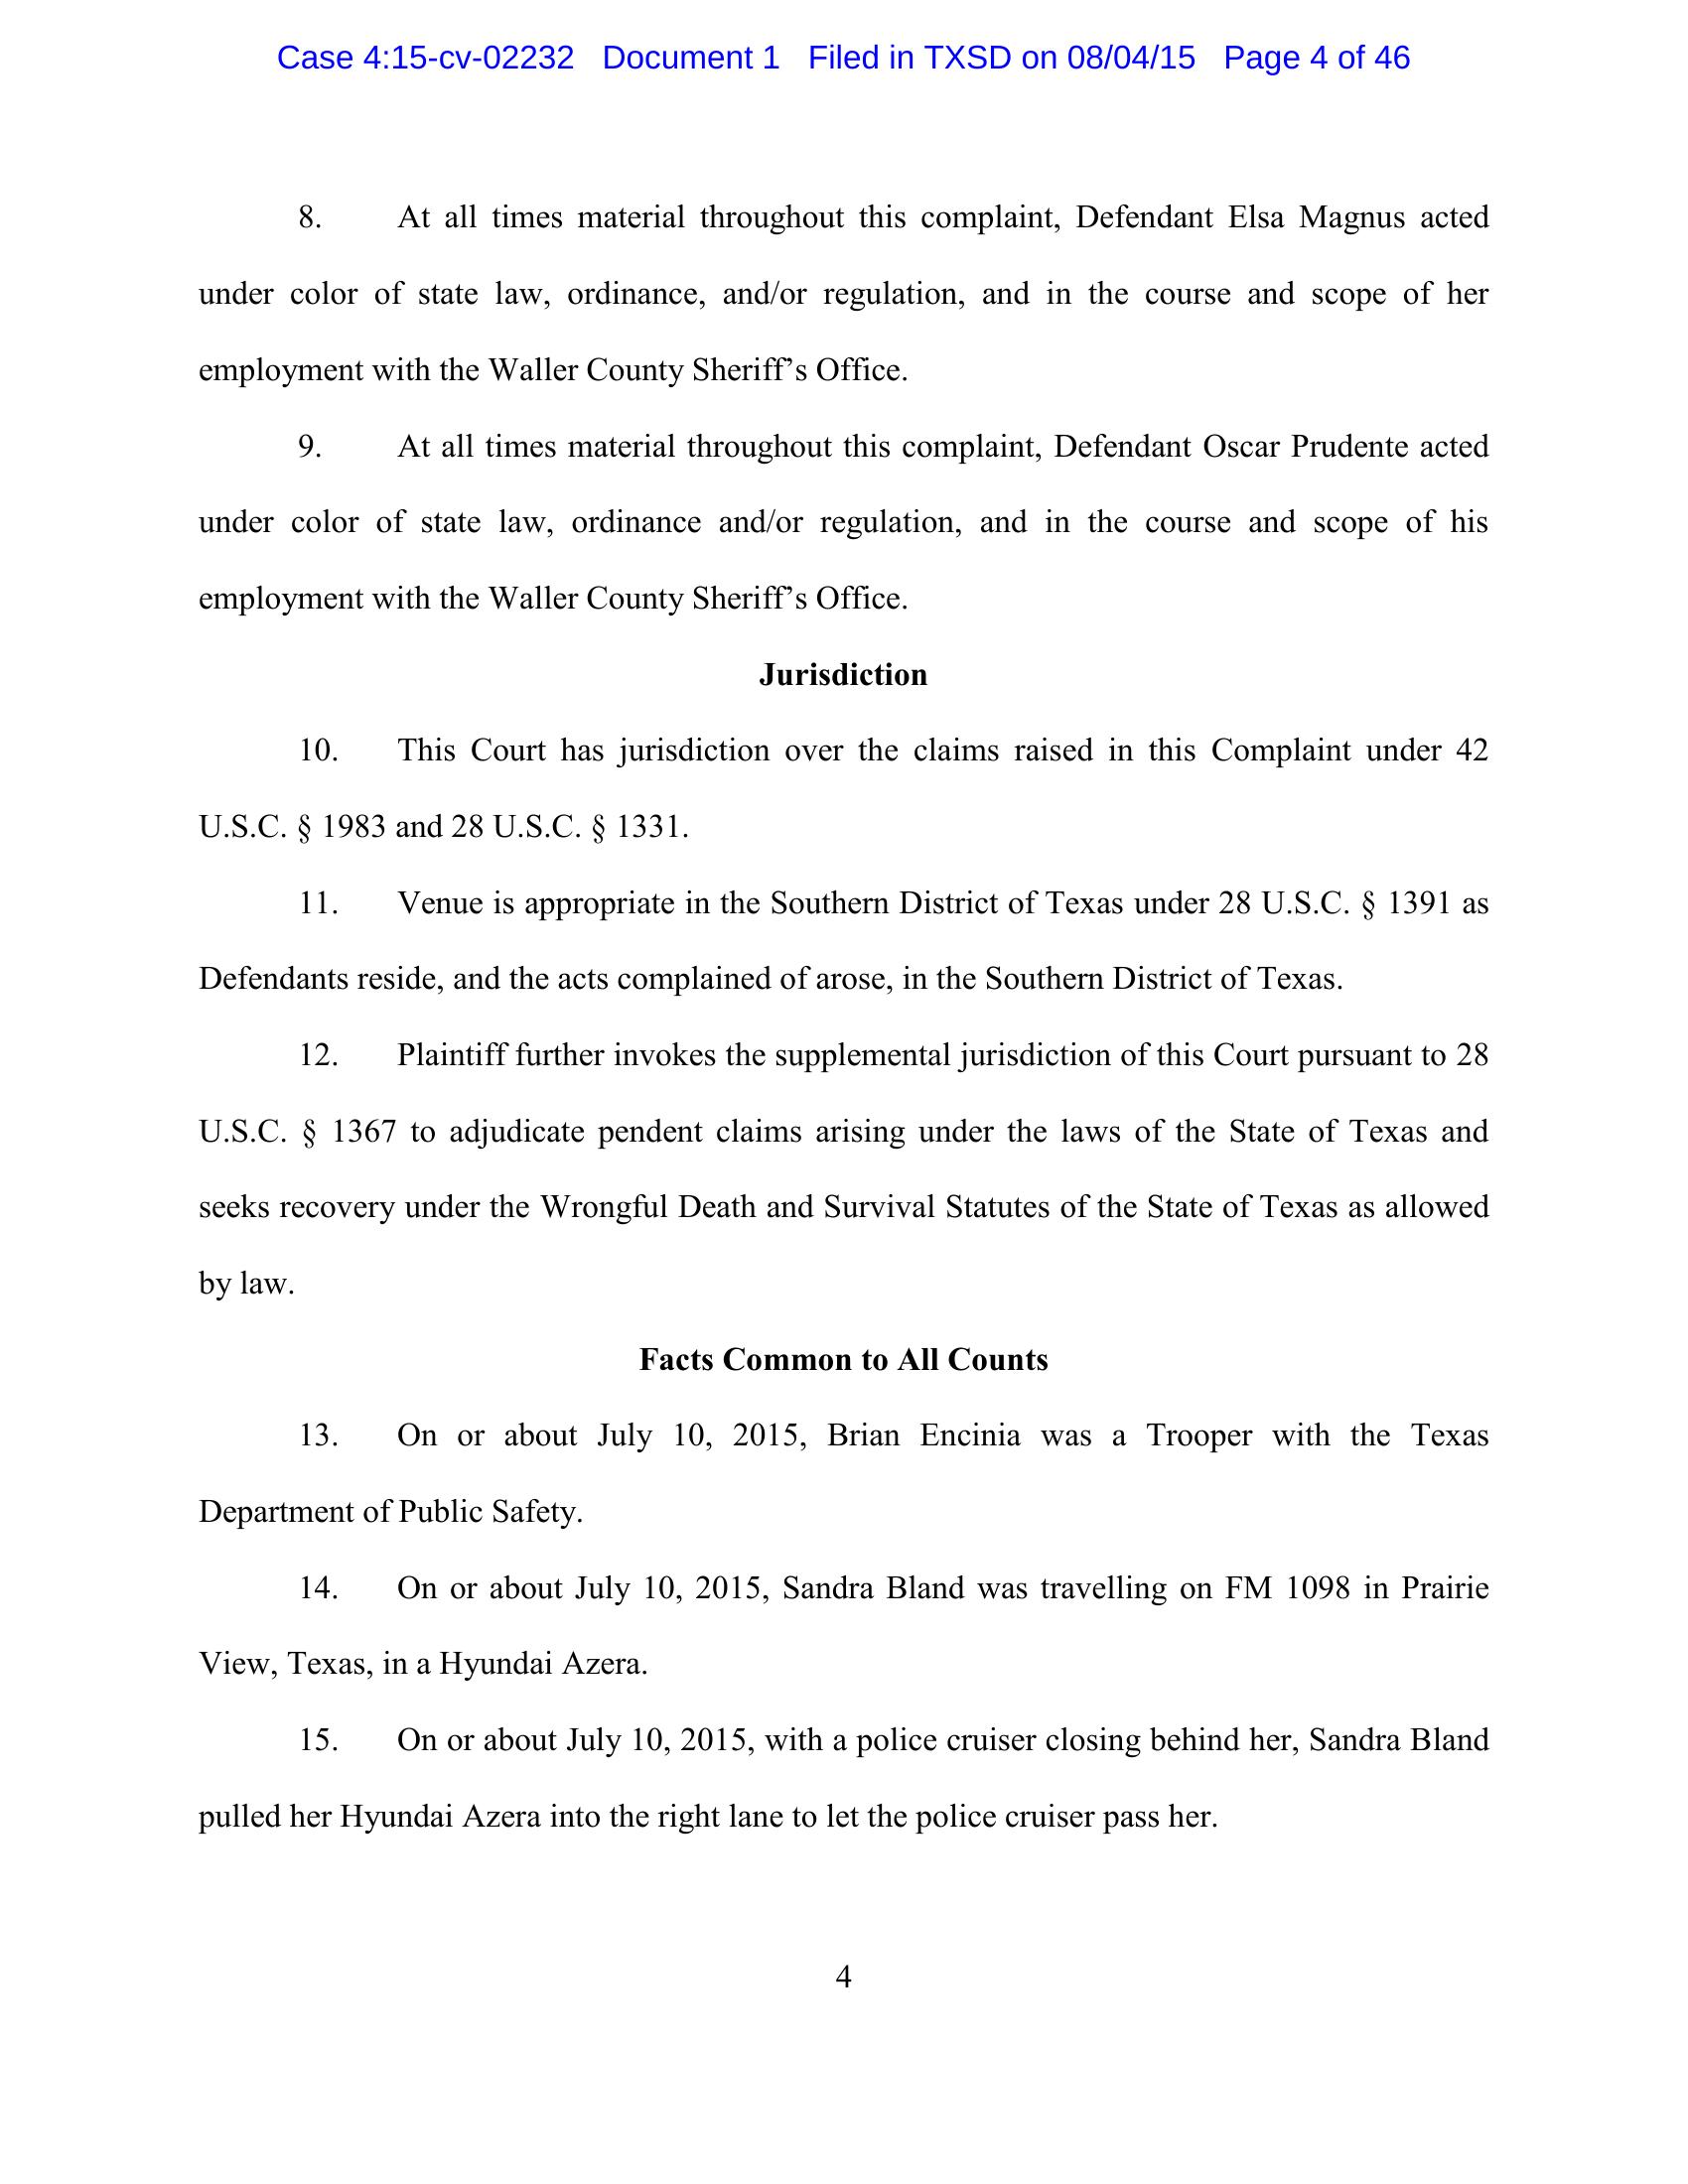 Case 4:15-cv-02232 Document 1 Filed in TXSD on 08/04/15 Page 4 of 46
8. At all times material throughout this complaint, Defendant Elsa Magnus acted
under color of state law, ordinance, and/or regulation, and in the course and scope of her
employment with the Waller County Sheriff’s Office.
9. At all times material throughout this complaint, Defendant Oscar Prudente acted
under color of state law, ordinance and/or regulation, and in the course and scope of his
employment with the Waller County Sheriff’s Office.
Jurisdiction
10. This Court has jurisdiction over the claims raised in this Complaint under 42
U.S.C. § 1983 and 28 U.S.C. § 1331.
11. Venue is appropriate in the Southern District of Texas under 28 U.S.C. § 1391 as
Defendants reside, and the acts complained of arose, in the Southern District of Texas.
12. Plaintiff further invokes the supplemental jurisdiction of this Court pursuant to 28
U.S.C. § 1367 to adjudicate pendent claims arising under the laws of the State of Texas and
seeks recovery under the Wrongful Death and Survival Statutes of the State of Texas as allowed
by law.
Facts Common to All Counts
13. On or about July 10, 2015, Brian Encinia was a Trooper with the Texas
Department of Public Safety.
14. On or about July 10, 2015, Sandra Bland was travelling on FM 1098 in Prairie
View, Texas, in a Hyundai Azera.
15. On or about July 10, 2015, with a police cruiser closing behind her, Sandra Bland
pulled her Hyundai Azera into the right lane to let the police cruiser pass her.
4